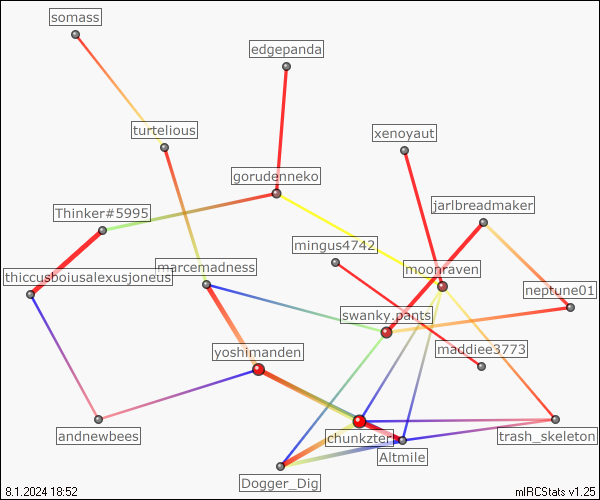 somass
edgepanda
turtelious
xenoyaut
gorudenneko
jarlbreadmaker
Thinker#5995
mingus4742
marcemadness
moonraven
thiccusboiusalexusjoneus
neptune01
swanky.pants
yoshimanden
maddiee3773
andnewbees
chunkzter
trash_skeleton
Altmile
Dogger_Dig
8.1.2024 18:52
mIRCStats v1.25